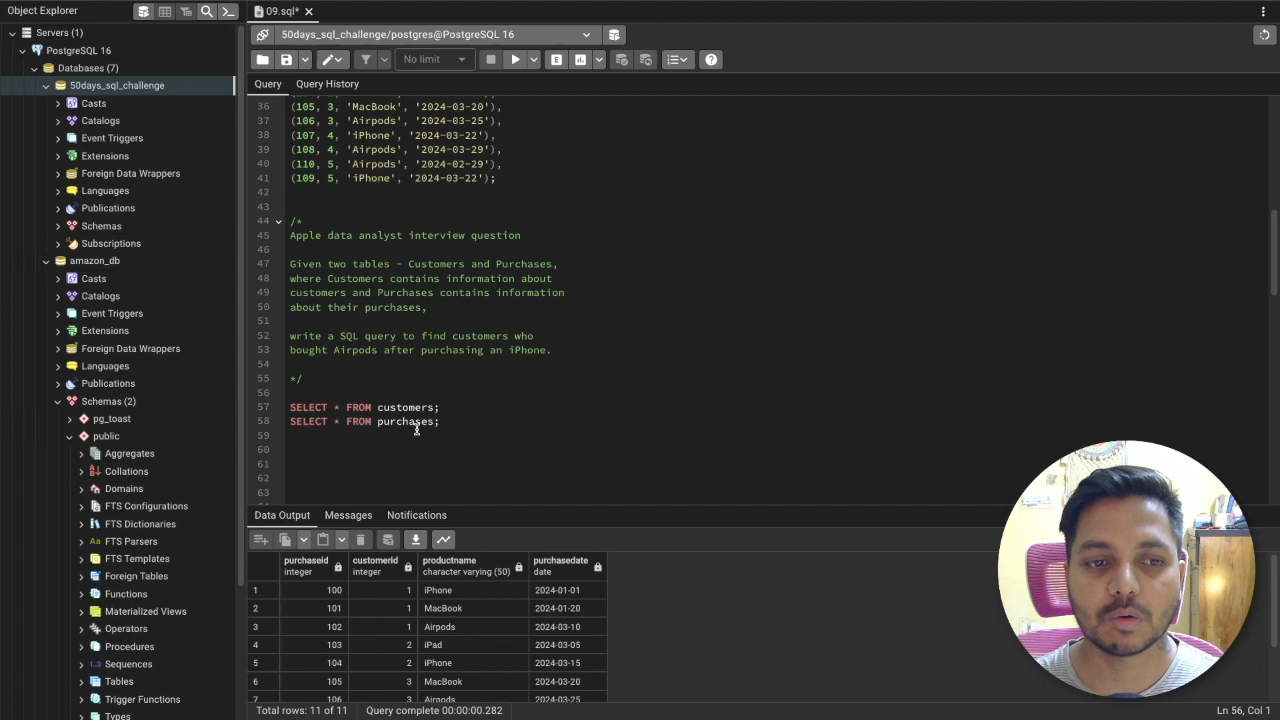 Object Explorer
09.sql*
Servers (1)
PostgreSQL 16
Databases (7)
50days_sql_challenge
Casts
Catalogs
Event Triggers
Extensions
Foreign Data Wrappers
Languages
Publications
Schemas
Subscriptions
amazon_db
Casts
Catalogs
Event Triggers
Extensions
Foreign Data Wrappers
Languages
Publications
Schemas (2)
pg_toast
public
Aggregates
Collations
Domains
FTS Configurations
FTS Dictionaries
FTS Parsers
FTS Templates
Foreign Tables
Functions
Materialized Views
Operators
Procedures
Sequences
Tables
Trigger Functions
Types
50days_sql_challenge/postgres@PostgreSQL 16
No limit
Query Query History
36 (105, 3, 'MacBook', '2024-03-20'),
37 (106, 3, 'Airpods', '2024-03-25'),
38 (107, 4, 'iPhone', '2024-03-22'),
39 (108, 4, 'Airpods', '2024-03-29'),
40 (110, 5, 'Airpods', '2024-02-29'),
41 (109, 5, 'iPhone', '2024-03-22');
42
43
44 /*
45 Apple data analyst interview question
46
47 Given two tables - Customers and Purchases,
48 where Customers contains information about
49 customers and Purchases contains information
50 about their purchases,
51
52 write a SQL query to find customers who
53 bought Airpods after purchasing an iPhone.
54
55 */
56
57 SELECT * FROM customers;
58 SELECT * FROM purchases;
59
60
61
62
63
Data Output Messages Notifications
purchaseid customerid productname purchasedate
integer integer character varying (50) date
1 100 1 iPhone 2024-01-01
2 101 1 MacBook 2024-01-20
3 102 1 Airpods 2024-03-10
4 103 2 iPad 2024-03-05
5 104 2 iPhone 2024-03-15
6 105 3 MacBook 2024-03-20
7 106 3 Airpods 2024-03-25
Total rows: 11 of 11 Query complete 00:00:00.282 Ln 56, Col 1